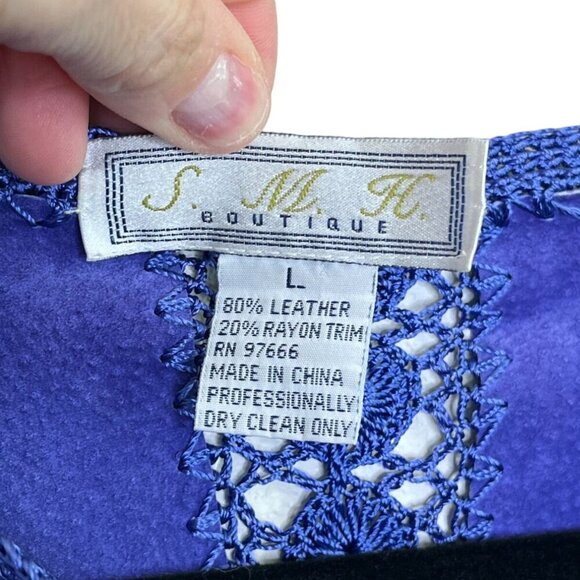 S. M. H.
BOUTIQUE
L
80% LEATHER
20% RAYON TRIM
RN 97666
MADE IN CHINA
PROFESSIONALLY
DRY CLEAN ONLY